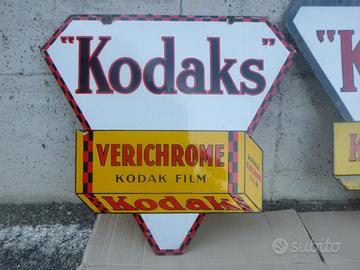 "Kodaks"
VERICHROME
KODAK FILM
Kodak
"K
K
subito